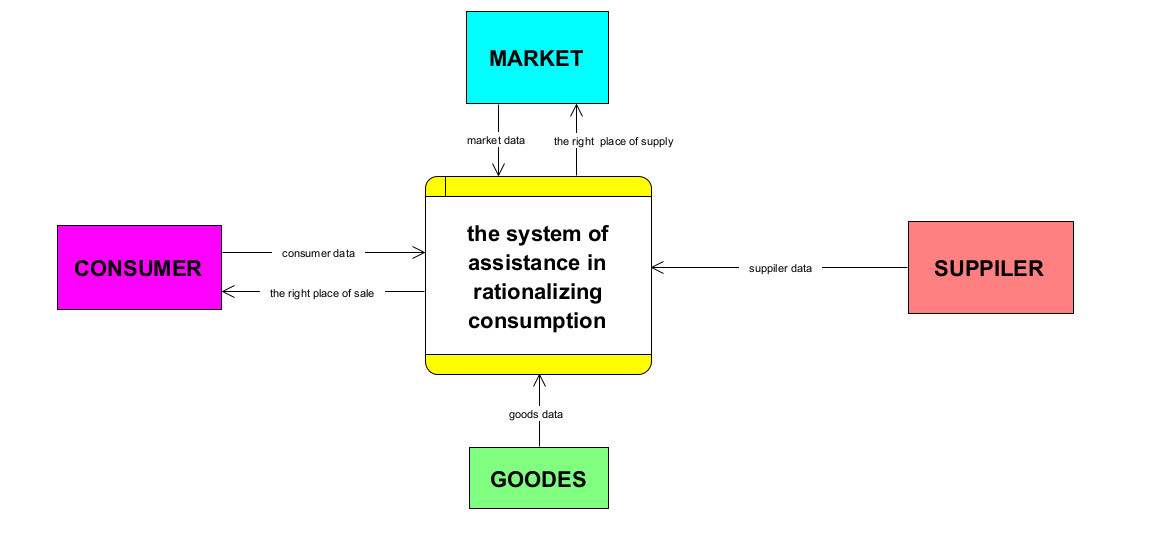 MARKET
market data
the right place of supply
the system of
assistance in
rationalizing
consumption
CONSUMER
consumer data
the right place of sale
suppiler data
SUPPILER
goods data
GOODES